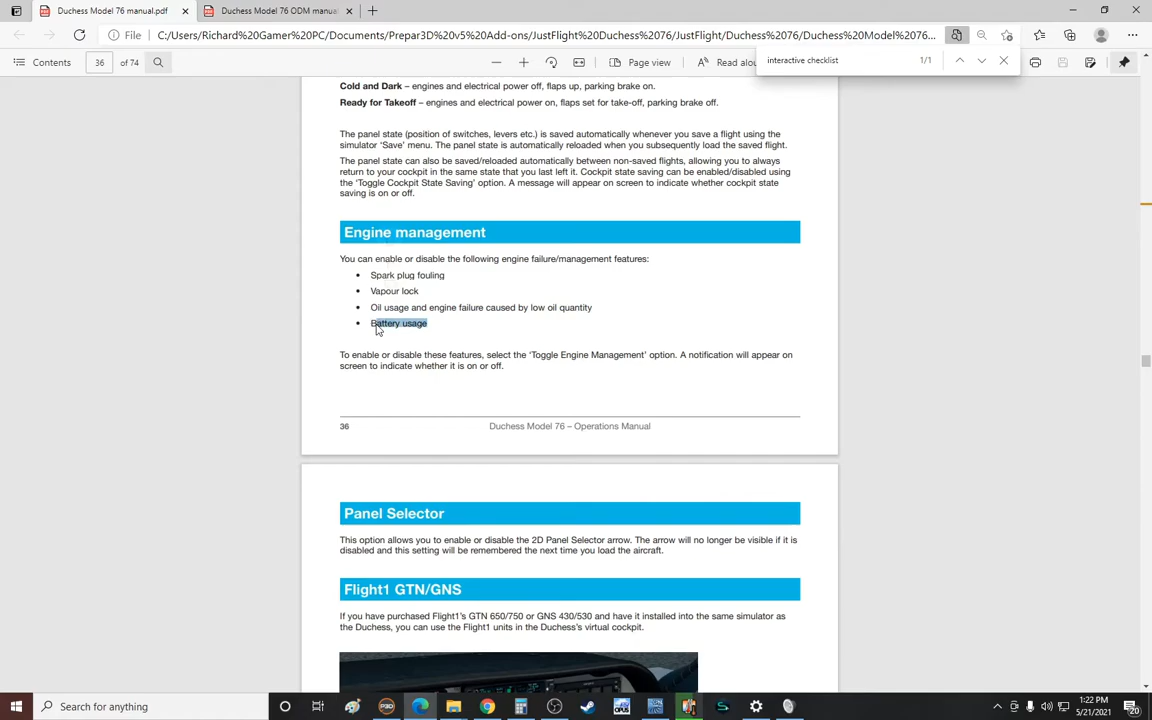 Duchess Model 76 manual.pdf
Duchess Model 76 ODM manua
File C:/Users/Richard%20Gamer%20PC/Documents/Prepar3D%20v5%20Add-ons/JustFlight%20Duchess%2076/JustFlight/Duchess%2076/Duchess%20Model%2076...
interactive checklist 1/1
Contents 36 of 74 Page view Read alou
Cold and Dark – engines and electrical power off, flaps up, parking brake on.
Ready for Takeoff – engines and electrical power on, flaps set for take-off, parking brake off.
The panel state (position of switches, levers etc.) is saved automatically whenever you save a flight using the
simulator ‘Save’ menu. The panel state is automatically reloaded when you subsequently load the saved flight.
The panel state can also be saved/reloaded automatically between non-saved flights, allowing you to always
return to your cockpit in the same state that you last left it. Cockpit state saving can be enabled/disabled using
the ‘Toggle Cockpit State Saving’ option. A message will appear on screen to indicate whether cockpit state
saving is on or off.
Engine management
You can enable or disable the following engine failure/management features:
• Spark plug fouling
• Vapour lock
• Oil usage and engine failure caused by low oil quantity
• Battery usage
To enable or disable these features, select the ‘Toggle Engine Management’ option. A notification will appear on
screen to indicate whether it is on or off.
36 Duchess Model 76 – Operations Manual
Panel Selector
This option allows you to enable or disable the 2D Panel Selector arrow. The arrow will no longer be visible if it is
disabled and this setting will be remembered the next time you load the aircraft.
Flight1 GTN/GNS
If you have purchased Flight1’s GTN 650/750 or GNS 430/530 and have it installed into the same simulator as
the Duchess, you can use the Flight1 units in the Duchess’s virtual cockpit.
Search for anything
P3D
OPUS
1:22 PM
5/21/2021
20